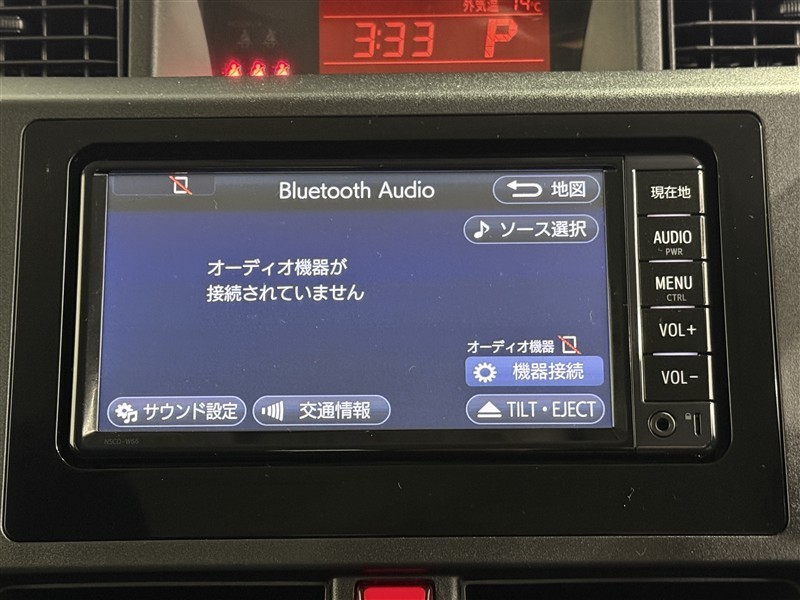 外気温 14℃
3:33 P
Bluetooth Audio
地図
ソース選択
オーディオ機器が
接続されていません
オーディオ機器
機器接続
サウンド設定
交通情報
TILT・EJECT
NSCD-W66
現在地
AUDIO
PWR
MENU
CTRL
VOL+
VOL-